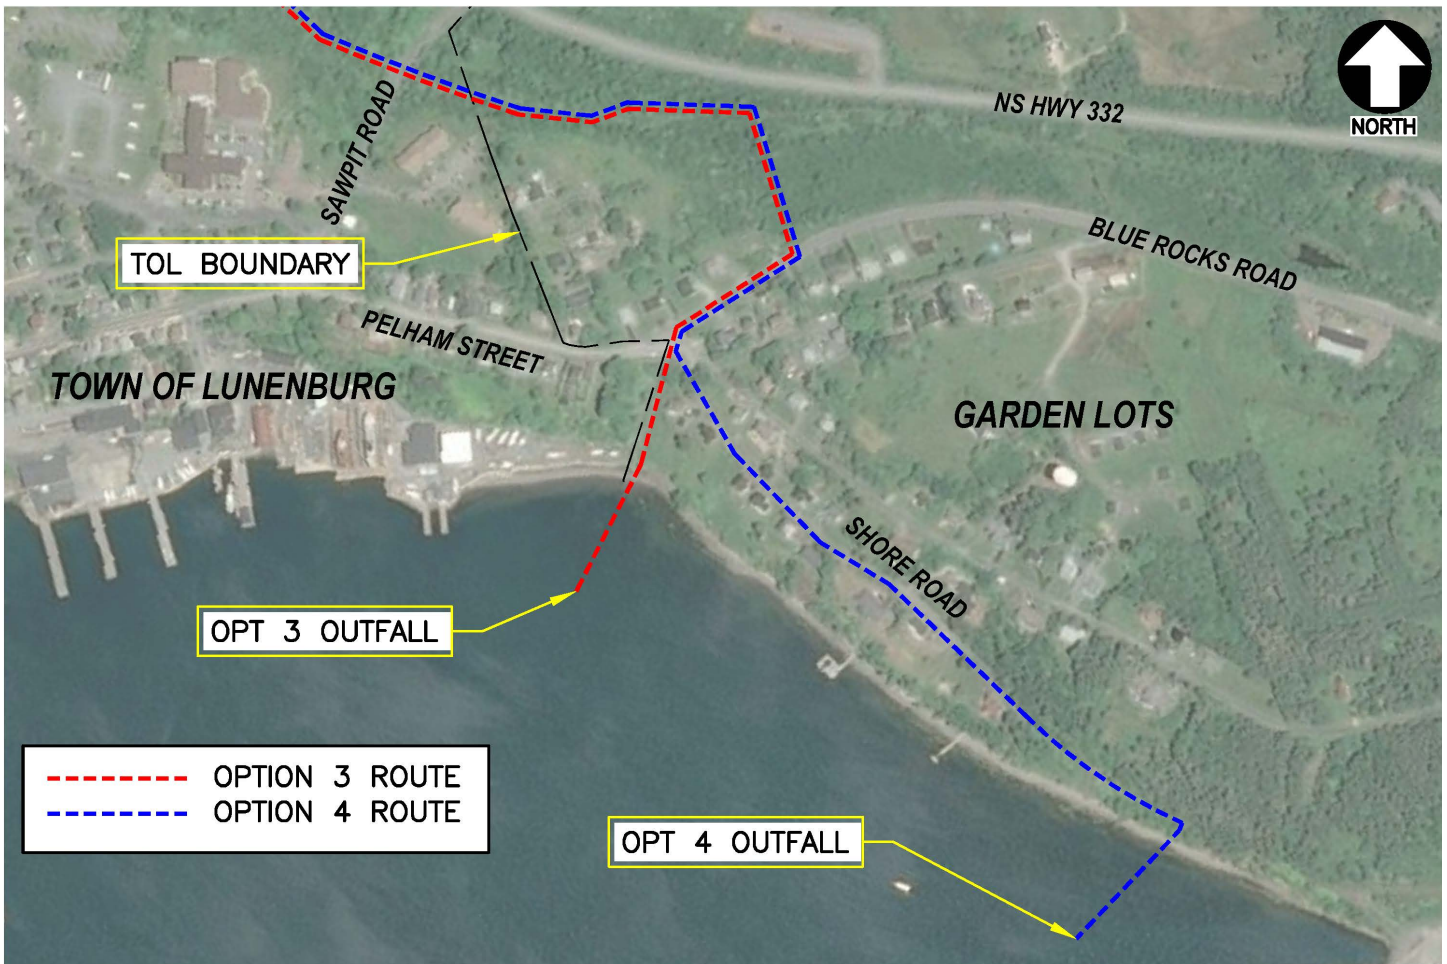 NS HWY 332
NORTH
SAWPIT ROAD
TOL BOUNDARY
BLUE ROCKS ROAD
PELHAM STREET
TOWN OF LUNENBURG
GARDEN LOTS
SHORE ROAD
OPT 3 OUTFALL
OPTION 3 ROUTE
OPTION 4 ROUTE
OPT 4 OUTFALL